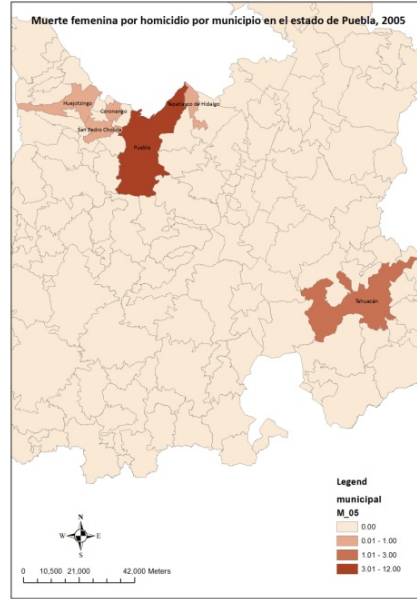 Muerte femenina por homicidio por municipio en el estado de Puebla, 2005
Huejotzingo
Coronango
Tepatlaxco de Hidalgo
San Pedro Cholula
Puebla
Tehuacán
Legend
municipal
M_05
0.00
0.01 - 1.00
1.01 - 3.00
3.01 - 12.00
N
W E
S
0 10,500 21,000 42,000 Meters